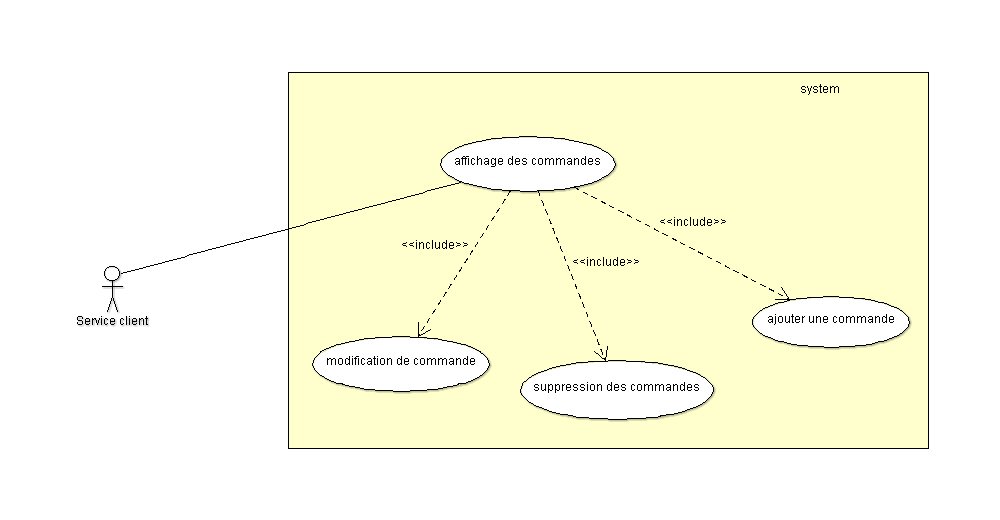 system
affichage des commandes
<<include>>
<<include>>
<<include>>
Service client
ajouter une commande
modification de commande
suppression des commandes